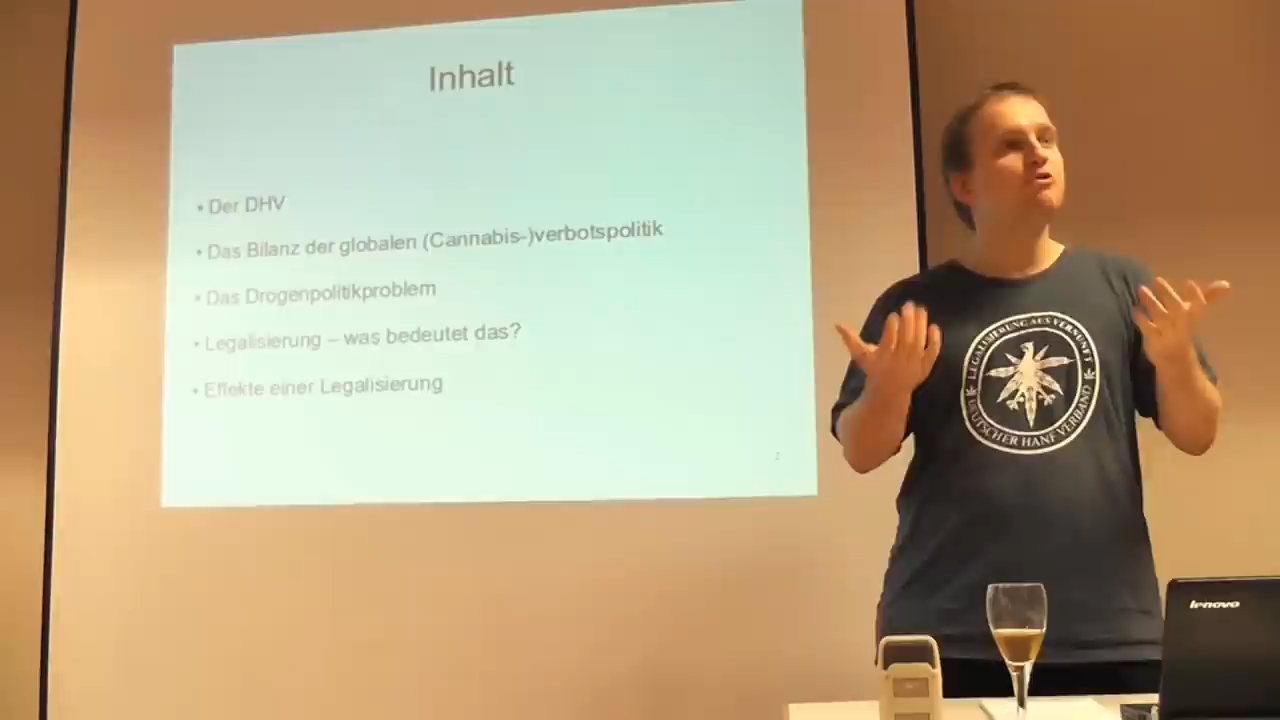 Inhalt
• Der DHV
• Das Bilanz der globalen (Cannabis-)verbotspolitik
• Das Drogenpolitikproblem
• Legalisierung – was bedeutet das?
• Effekte einer Legalisierung
2
LEGALISIERUNG AUS VERNUNFT
DEUTSCHER HANF VERBAND
lenovo